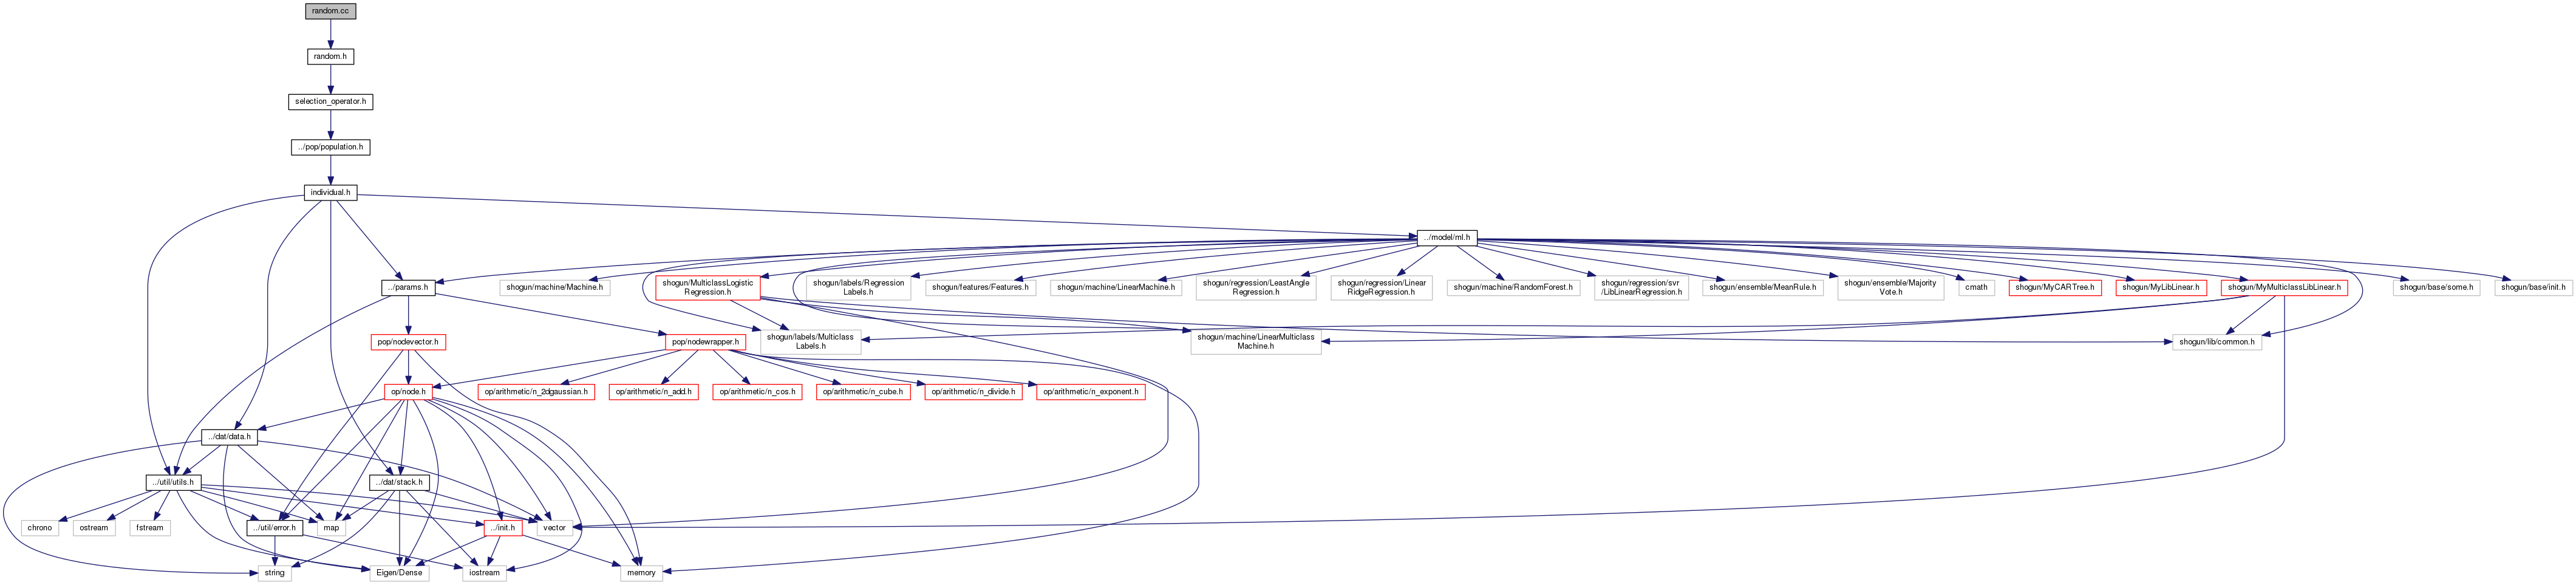 random.cc
random.h
selection_operator.h
../pop/population.h
individual.h
../model/ml.h
../params.h
shogun/machine/Machine.h
shogun/MulticlassLogistic
Regression.h
shogun/labels/Regression
Labels.h
shogun/features/Features.h
shogun/machine/LinearMachine.h
shogun/regression/LeastAngle
Regression.h
shogun/regression/Linear
RidgeRegression.h
shogun/machine/RandomForest.h
shogun/regression/svr
/LibLinearRegression.h
shogun/ensemble/MeanRule.h
shogun/ensemble/Majority
Vote.h
cmath
shogun/MyCARTree.h
shogun/MyLibLinear.h
shogun/MyMulticlassLibLinear.h
shogun/base/some.h
shogun/base/init.h
pop/nodevector.h
pop/nodewrapper.h
shogun/labels/Multiclass
Labels.h
shogun/machine/LinearMulticlass
Machine.h
shogun/lib/common.h
op/node.h
op/arithmetic/n_2dgaussian.h
op/arithmetic/n_add.h
op/arithmetic/n_cos.h
op/arithmetic/n_cube.h
op/arithmetic/n_divide.h
op/arithmetic/n_exponent.h
../dat/data.h
../util/utils.h
../dat/stack.h
chrono
ostream
fstream
../util/error.h
map
../init.h
vector
string
Eigen/Dense
iostream
memory